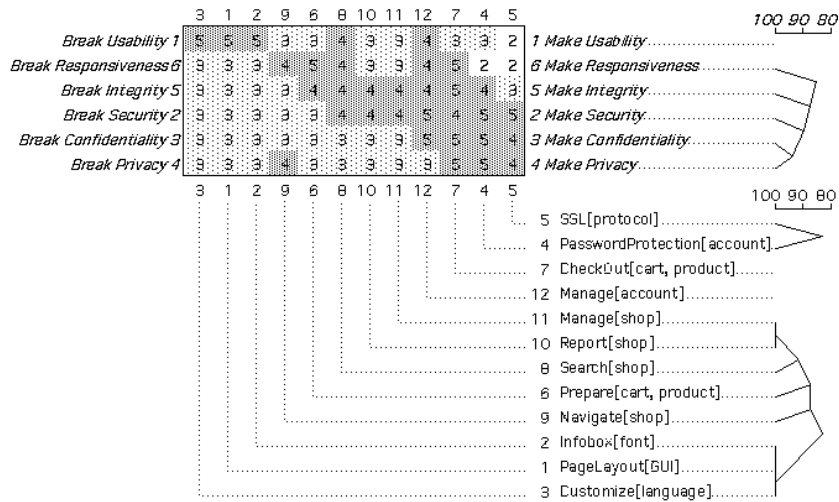 3 1 2 9 6 8 10 11 12 7 4 5 100 90 80
Break Usability 1 5 5 5 3 3 4 3 3 4 3 3 2 1 Make Usability
Break Responsiveness 6 3 3 3 4 5 4 3 3 4 5 2 2 6 Make Responsiveness
Break Integrity 5 3 3 3 3 4 4 4 4 4 5 4 3 5 Make Integrity
Break Security 2 3 3 3 3 3 4 4 4 5 4 5 5 2 Make Security
Break Confidentiality 3 3 3 3 3 3 3 3 3 5 5 5 4 3 Make Confidentiality
Break Privacy 4 3 3 3 4 3 3 3 3 3 5 5 4 4 Make Privacy
3 1 2 9 6 8 10 11 12 7 4 5 100 90 80
5 SSL[protocol]
4 PasswordProtection[account]
7 CheckOut[cart, product]
12 Manage[account]
11 Manage[shop]
10 Report[shop]
8 Search[shop]
6 Prepare[cart, product]
9 Navigate[shop]
2 Infobox[font]
1 PageLayout[GUI]
3 Customize[language]